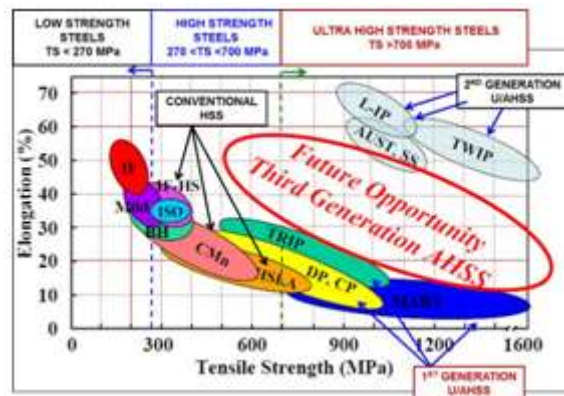 LOW STRENGTH
STEELS
TS < 270 MPa
HIGH STRENGTH
STEELS
270 <TS <700 MPa
ULTRA HIGH STRENGTH STEELS
TS >700 MPa
2ND GENERATION
U/AHSS
CONVENTIONAL
HSS
L-IP
AUST. SS
TWIP
Future Opportunity
Third Generation AHSS
IF
IF-HS
Mild
ISO
BH
CMn
HSLA
TRIP
DP, CP
MART
Elongation (%)
70
60
50
40
30
20
10
0
0
300
600
900
1200
1600
Tensile Strength (MPa)
1ST GENERATION
U/AHSS